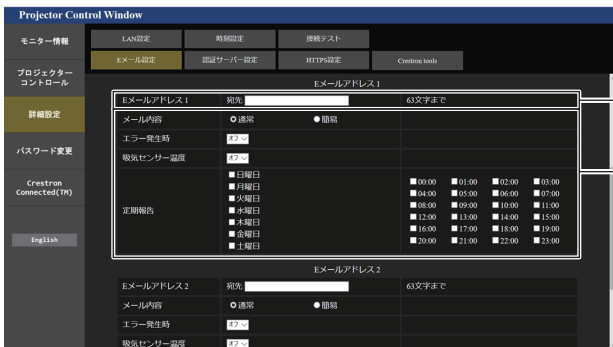 Projector Control Window
モニター情報
プロジェクター
コントロール
詳細設定
パスワード変更
Crestron
Connected(TM)
English
LAN設定 時刻設定 接続テスト
Eメール設定 認証サーバー設定 HTTPS設定 Crestron tools
Eメールアドレス 1
Eメールアドレス 1 宛先 63文字まで
メール内容 通常 簡易
エラー発生時 オフ
吸気センサー温度 オフ
定期報告
日曜日
月曜日
火曜日
水曜日
木曜日
金曜日
土曜日
00:00 01:00 02:00 03:00
04:00 05:00 06:00 07:00
08:00 09:00 10:00 11:00
12:00 13:00 14:00 15:00
16:00 17:00 18:00 19:00
20:00 21:00 22:00 23:00
Eメールアドレス 2
Eメールアドレス 2 宛先 63文字まで
メール内容 通常 簡易
エラー発生時 オフ
吸気センサー温度 オフ